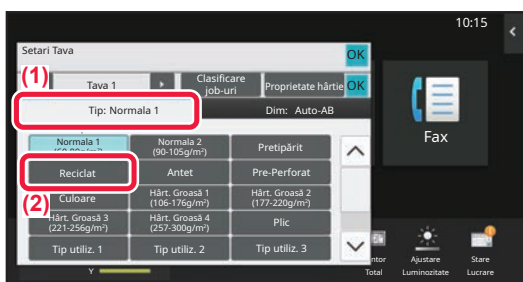 10:15
Setari Tava
OK
(1)
Tava 1
Clasificare
job-uri
Proprietate hârtie
OK
Tip: Normala 1
Dim: Auto-AB
Fax
Normala 1
Normala 2
(90-105g/m²)
Pretipărit
Reciclat
Antet
Pre-Perforat
(2)
Culoare
Hârt. Groasă 1
(106-176g/m²)
Hârt. Groasă 2
(177-220g/m²)
Hârt. Groasă 3
(221-256g/m²)
Hârt. Groasă 4
(257-300g/m²)
Plic
Tip utiliz. 1
Tip utiliz. 2
Tip utiliz. 3
Total
Ajustare
Luminozitate
Stare
Lucrare
Y